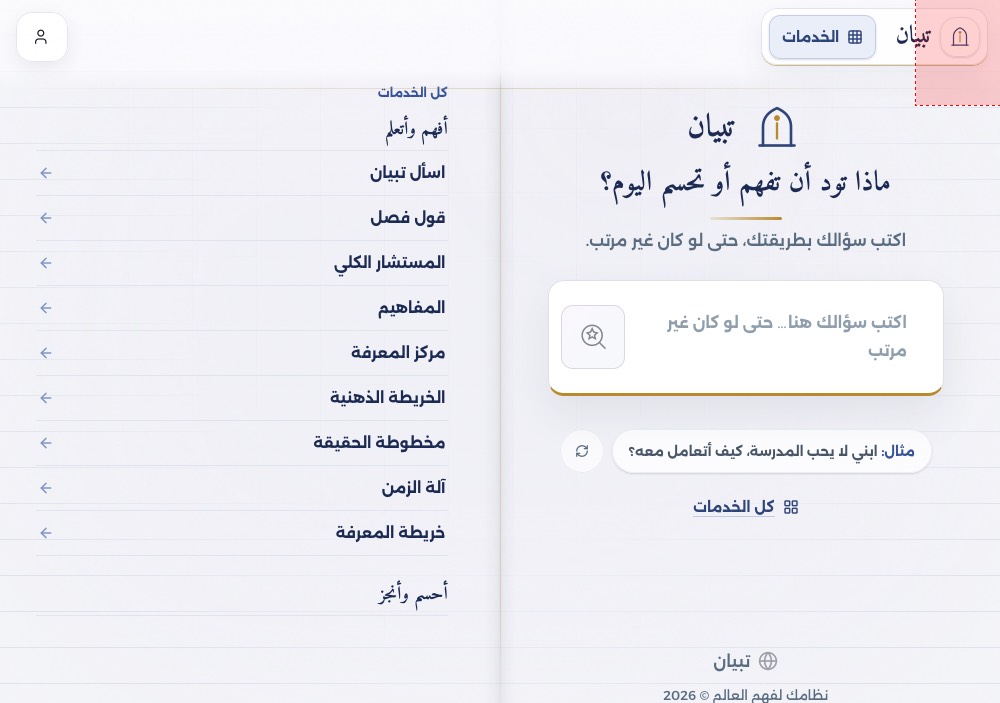 تبيان
الخدمات
تبيان
ماذا تود أن تفهم أو تحسم اليوم؟
اكتب سؤالك بطريقتك، حتى لو كان غير مرتب.
اكتب سؤالك هنا... حتى لو كان غير
مرتب
مثال: ابني لا يحب المدرسة، كيف أتعامل معه؟
كل الخدمات
تبيان
نظامك لفهم العالم © 2026
كل الخدمات
أفهم وأتعلم
اسأل تبيان
قول فصل
المستشار الكلي
المفاهيم
مركز المعرفة
الخريطة الذهنية
مخطوطة الحقيقة
آلة الزمن
خريطة المعرفة
أحسم وأنجز